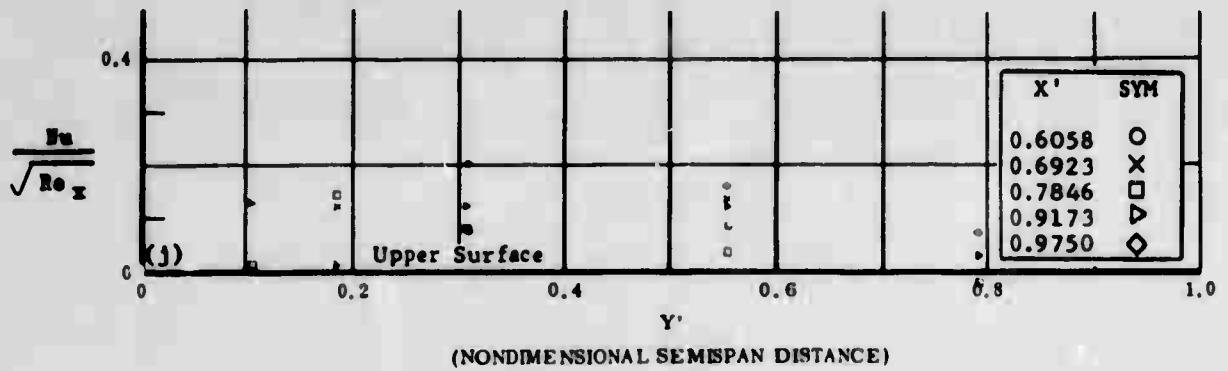 0.4
Nu
√Re x
0
(j)
Upper Surface
X' SYM
0.6058 O
0.6923 X
0.7846 □
0.9173 ▷
0.9750 ◇
0 0.2 0.4 0.6 0.8 1.0
Y'
(NONDIMENSIONAL SEMISPAN DISTANCE)